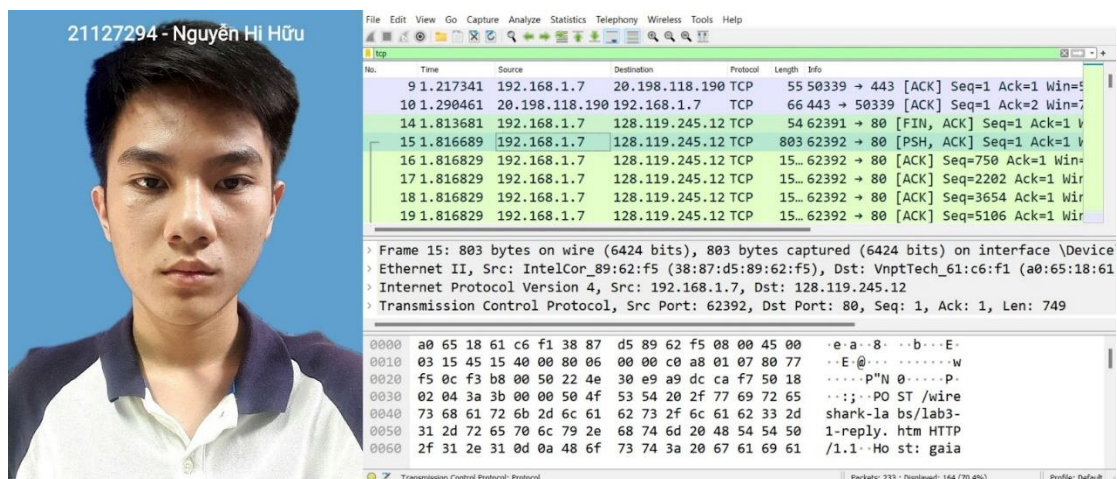 21127294 - Nguyễn Hi Hữu
File Edit View Go Capture Analyze Statistics Telephony Wireless Tools Help
tcp
No. Time Source Destination Protocol Length Info
9 1.217341 192.168.1.7 20.198.118.190 TCP 55 50339 → 443 [ACK] Seq=1 Ack=1 Win=
10 1.290461 20.198.118.190 192.168.1.7 TCP 66 443 → 50339 [ACK] Seq=1 Ack=2 Win=
14 1.813681 192.168.1.7 128.119.245.12 TCP 54 62391 → 80 [FIN, ACK] Seq=1 Ack=1
15 1.816689 192.168.1.7 128.119.245.12 TCP 803 62392 → 80 [PSH, ACK] Seq=1 Ack=1
16 1.816829 192.168.1.7 128.119.245.12 TCP 15… 62392 → 80 [ACK] Seq=750 Ack=1 Win=
17 1.816829 192.168.1.7 128.119.245.12 TCP 15… 62392 → 80 [ACK] Seq=2202 Ack=1 Win
18 1.816829 192.168.1.7 128.119.245.12 TCP 15… 62392 → 80 [ACK] Seq=3654 Ack=1 Win
19 1.816829 192.168.1.7 128.119.245.12 TCP 15… 62392 → 80 [ACK] Seq=5106 Ack=1 Win
Frame 15: 803 bytes on wire (6424 bits), 803 bytes captured (6424 bits) on interface \Device
Ethernet II, Src: IntelCor_89:62:f5 (38:87:d5:89:62:f5), Dst: VnptTech_61:c6:f1 (a0:65:18:61
Internet Protocol Version 4, Src: 192.168.1.7, Dst: 128.119.245.12
Transmission Control Protocol, Src Port: 62392, Dst Port: 80, Seq: 1, Ack: 1, Len: 749
0000 a0 65 18 61 c6 f1 38 87 d5 89 62 f5 08 00 45 00 ·e·a··8· ··b···E·
0010 03 15 45 15 40 00 80 06 00 00 c0 a8 01 07 80 77 ··E·@··· ·······w
0020 f5 0c f3 b8 00 50 22 4e 30 e9 a9 dc ca f7 50 18 ·····P"N 0·····P·
0030 02 04 3a 3b 00 00 50 4f 53 54 20 2f 77 69 72 65 ··:;··PO ST /wire
0040 73 68 61 72 6b 2d 6c 61 62 73 2f 6c 61 62 33 2d shark-la bs/lab3-
0050 31 2d 72 65 70 6c 79 2e 68 74 6d 20 48 54 54 50 1-reply. htm HTTP
0060 2f 31 2e 31 0d 0a 48 6f 73 74 3a 20 67 61 69 61 /1.1··Ho st: gaia
Transmission Control Protocol: Protocol Packets: 233 · Displayed: 164 (70.4%) Profile: Default